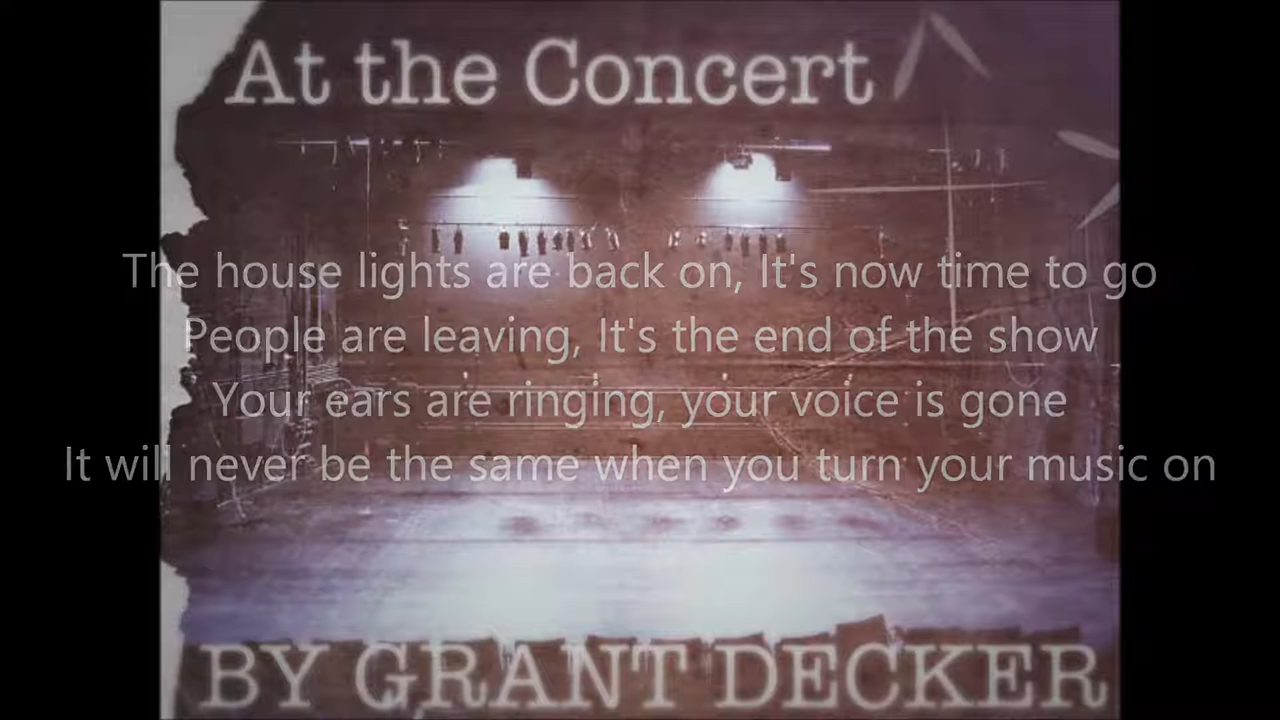 At the Concert
The house lights are back on, It's now time to go
People are leaving, It's the end of the show
Your ears are ringing, your voice is gone
It will never be the same when you turn your music on
BY GRANT DECKER